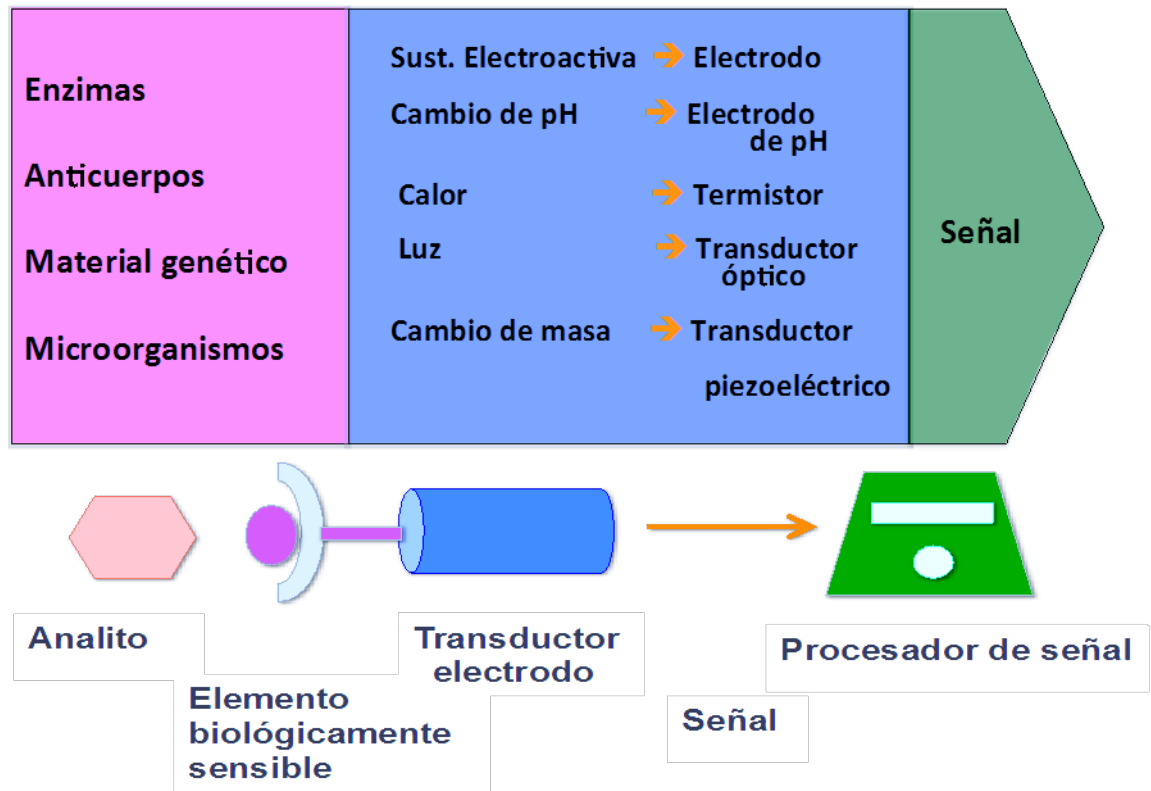 Enzimas
Anticuerpos
Material genético
Microorganismos
Sust. Electroactiva ➔ Electrodo
Cambio de pH ➔ Electrodo
de pH
Calor ➔ Termistor
Luz ➔ Transductor
óptico
Cambio de masa ➔ Transductor
piezoeléctrico
Señal
Analito
Elemento
biológicamente
sensible
Transductor
electrodo
Señal
Procesador de señal